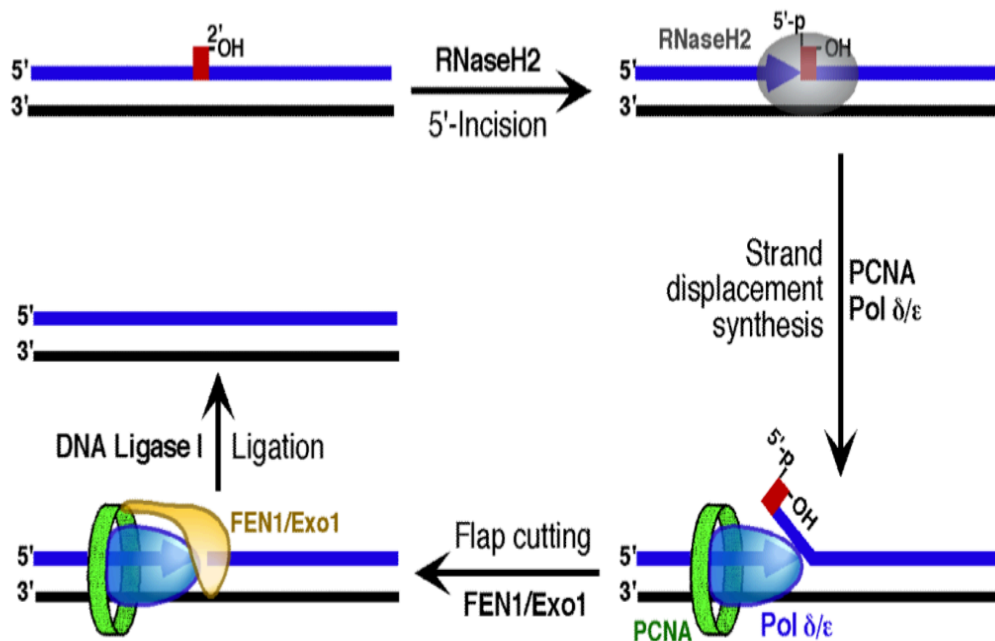 2'
OH
5'
3'
RNaseH2
5'-Incision
5'-p
RNaseH2
OH
5'
3'
Strand
displacement
synthesis
PCNA
Pol δ/ε
5'
3'
DNA Ligase I
Ligation
5'-p
OH
FEN1/Exo1
5'
3'
Flap cutting
FEN1/Exo1
5'
3'
PCNA
Pol δ/ε